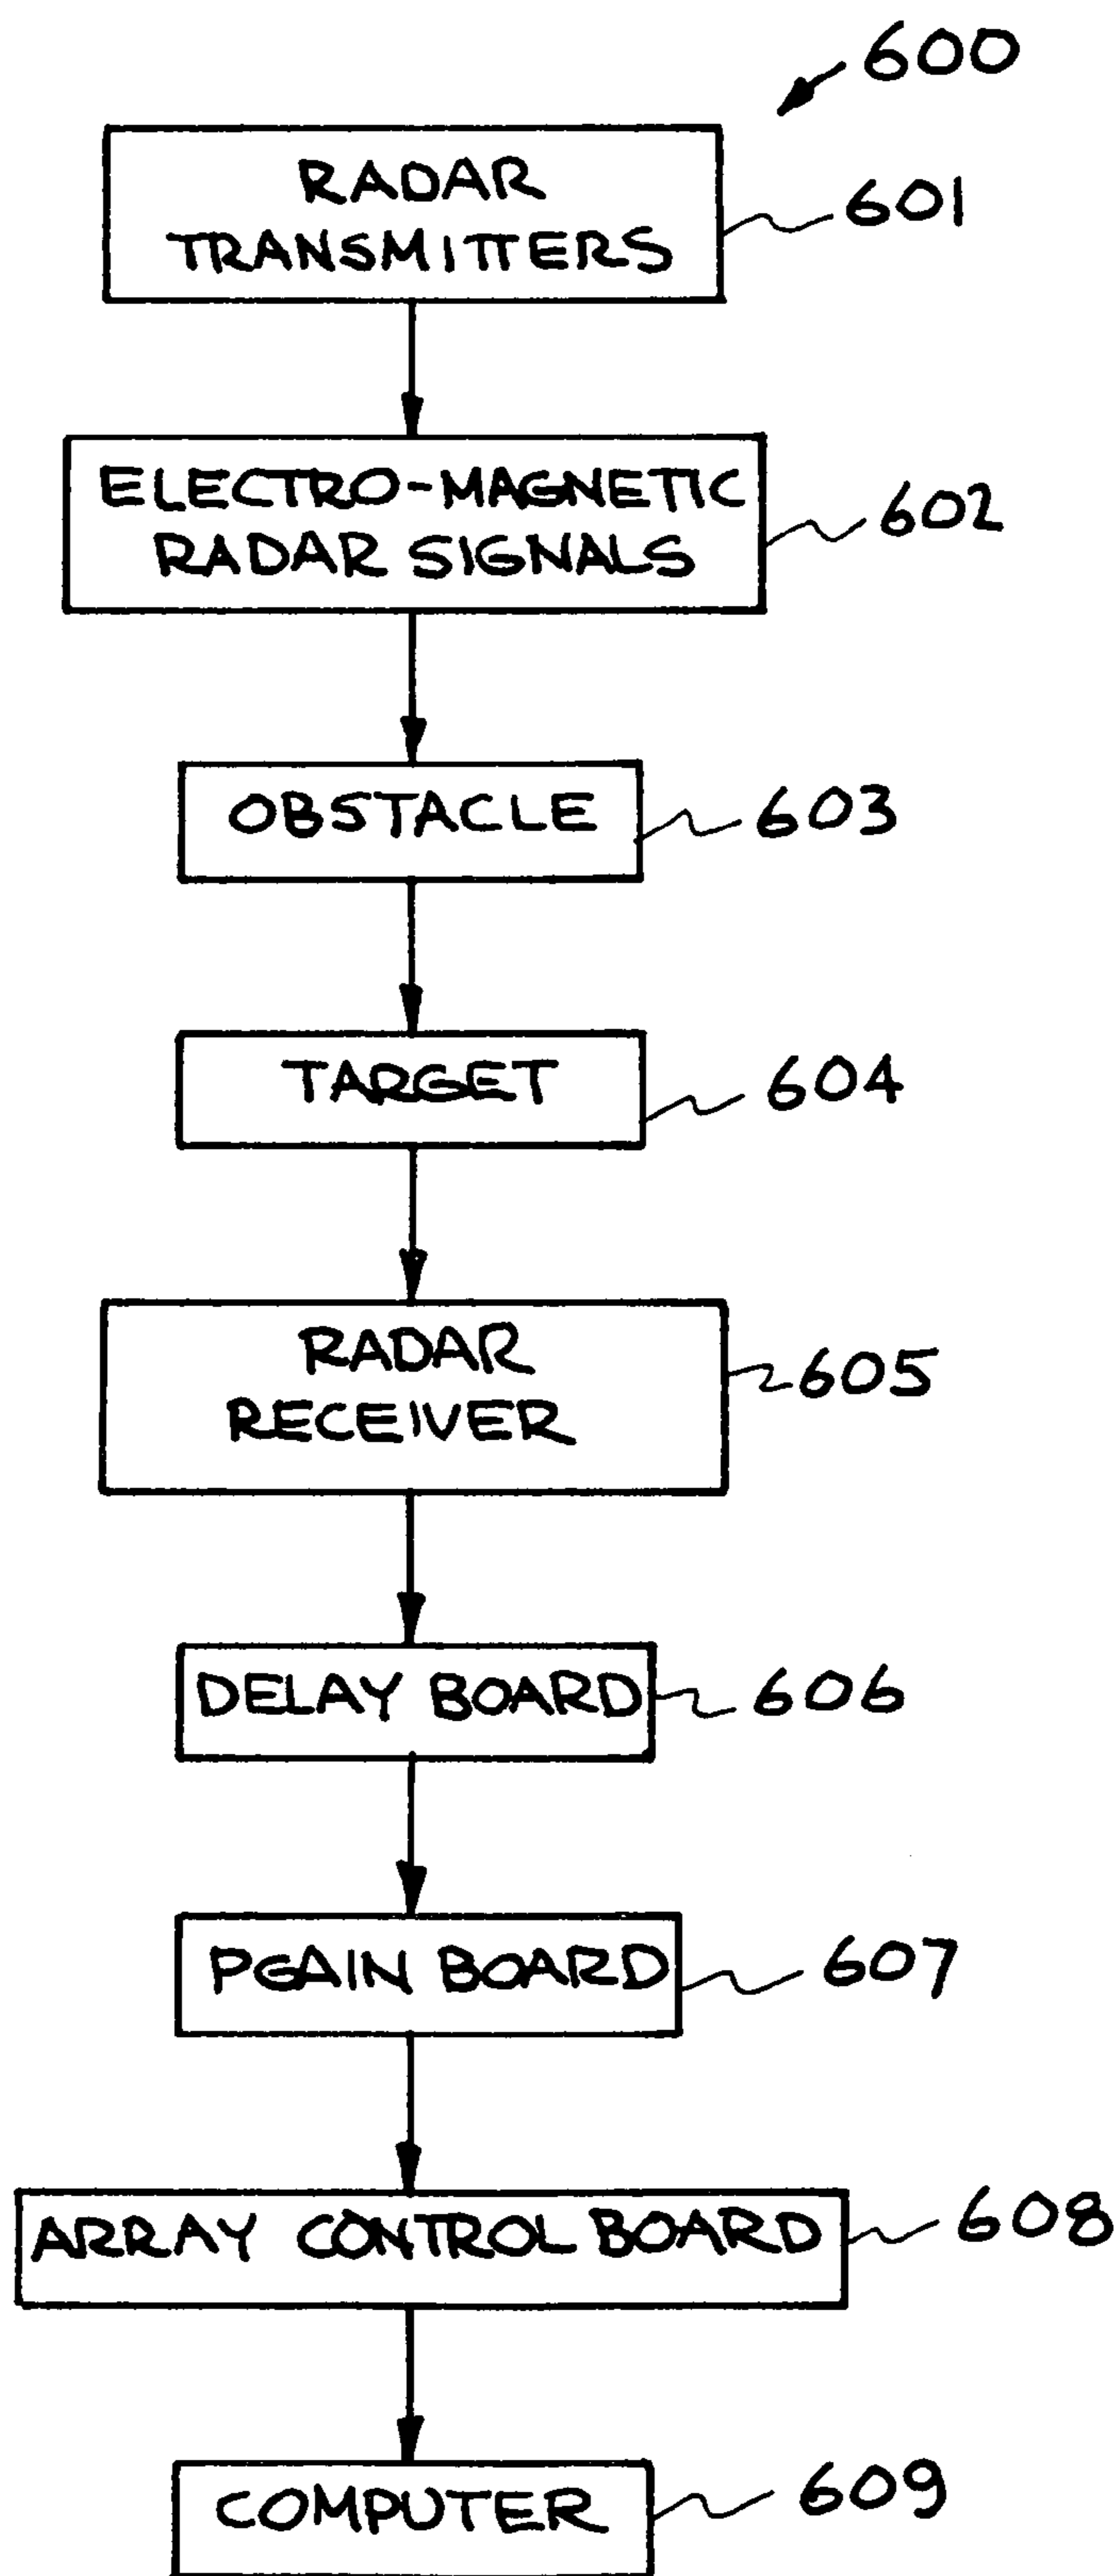 600
RADAR
TRANSMITTERS
601
ELECTRO-MAGNETIC
RADAR SIGNALS
602
OBSTACLE
603
TARGET
604
RADAR
RECEIVER
605
DELAY BOARD
606
PGAIN BOARD
607
ARRAY CONTROL BOARD
608
COMPUTER
609